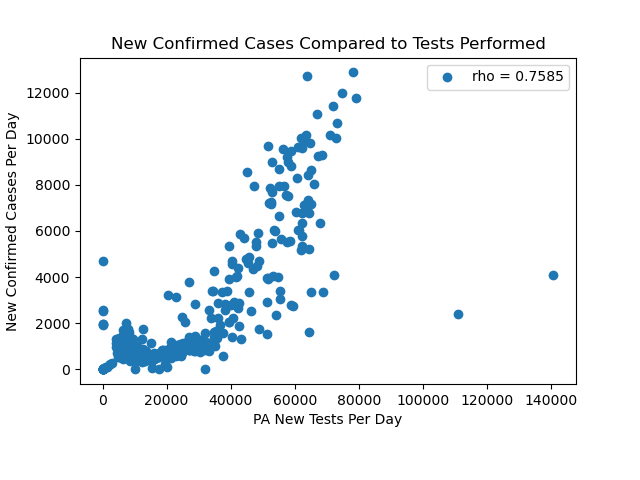 New Confirmed Cases Compared to Tests Performed
rho = 0.7585
12000
10000
8000
6000
4000
2000
0
New Confirmed Caeses Per Day
0 20000 40000 60000 80000 100000 120000 140000
PA New Tests Per Day